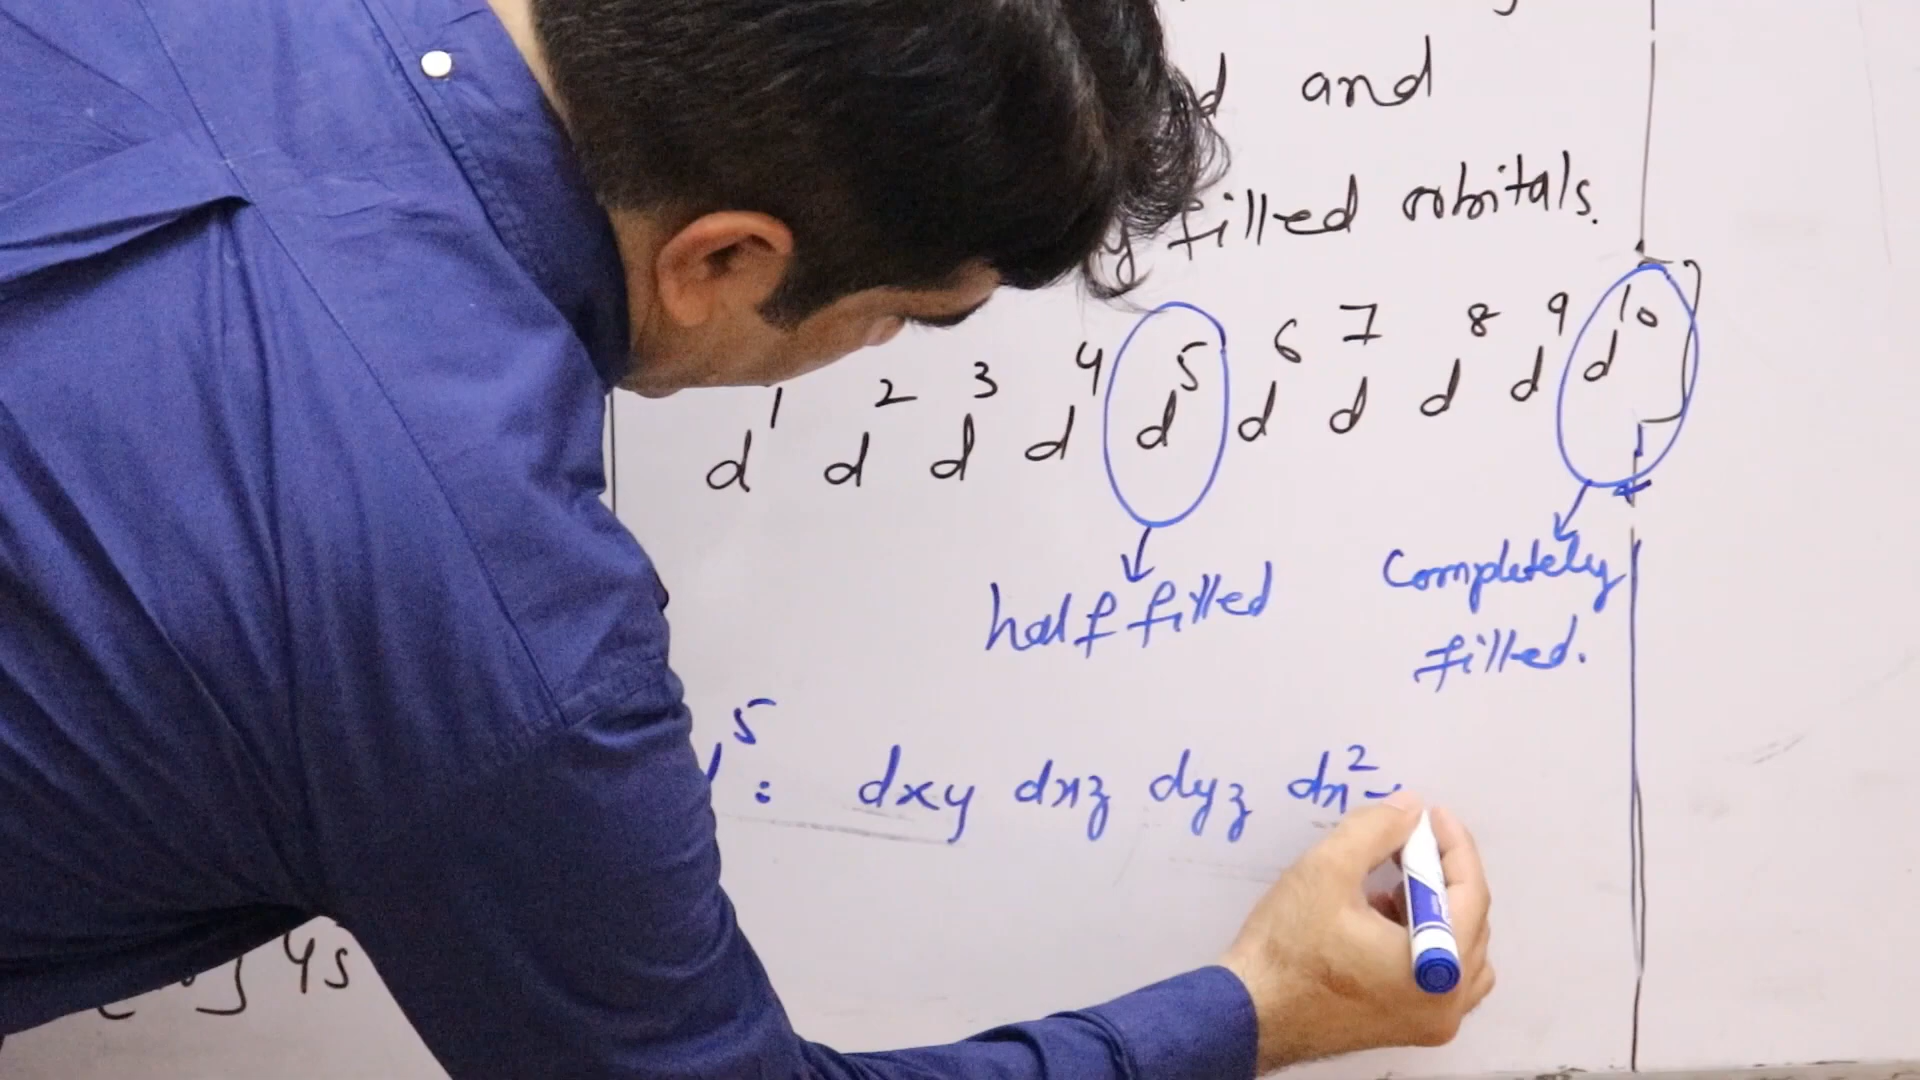 and
filled orbitals.
d¹ d² d³ d⁴ d⁵ d⁶ d⁷ d⁸ d⁹ d¹⁰
half filled
Completely
filled.
5 : dxy dxz dyz dx²-
4s